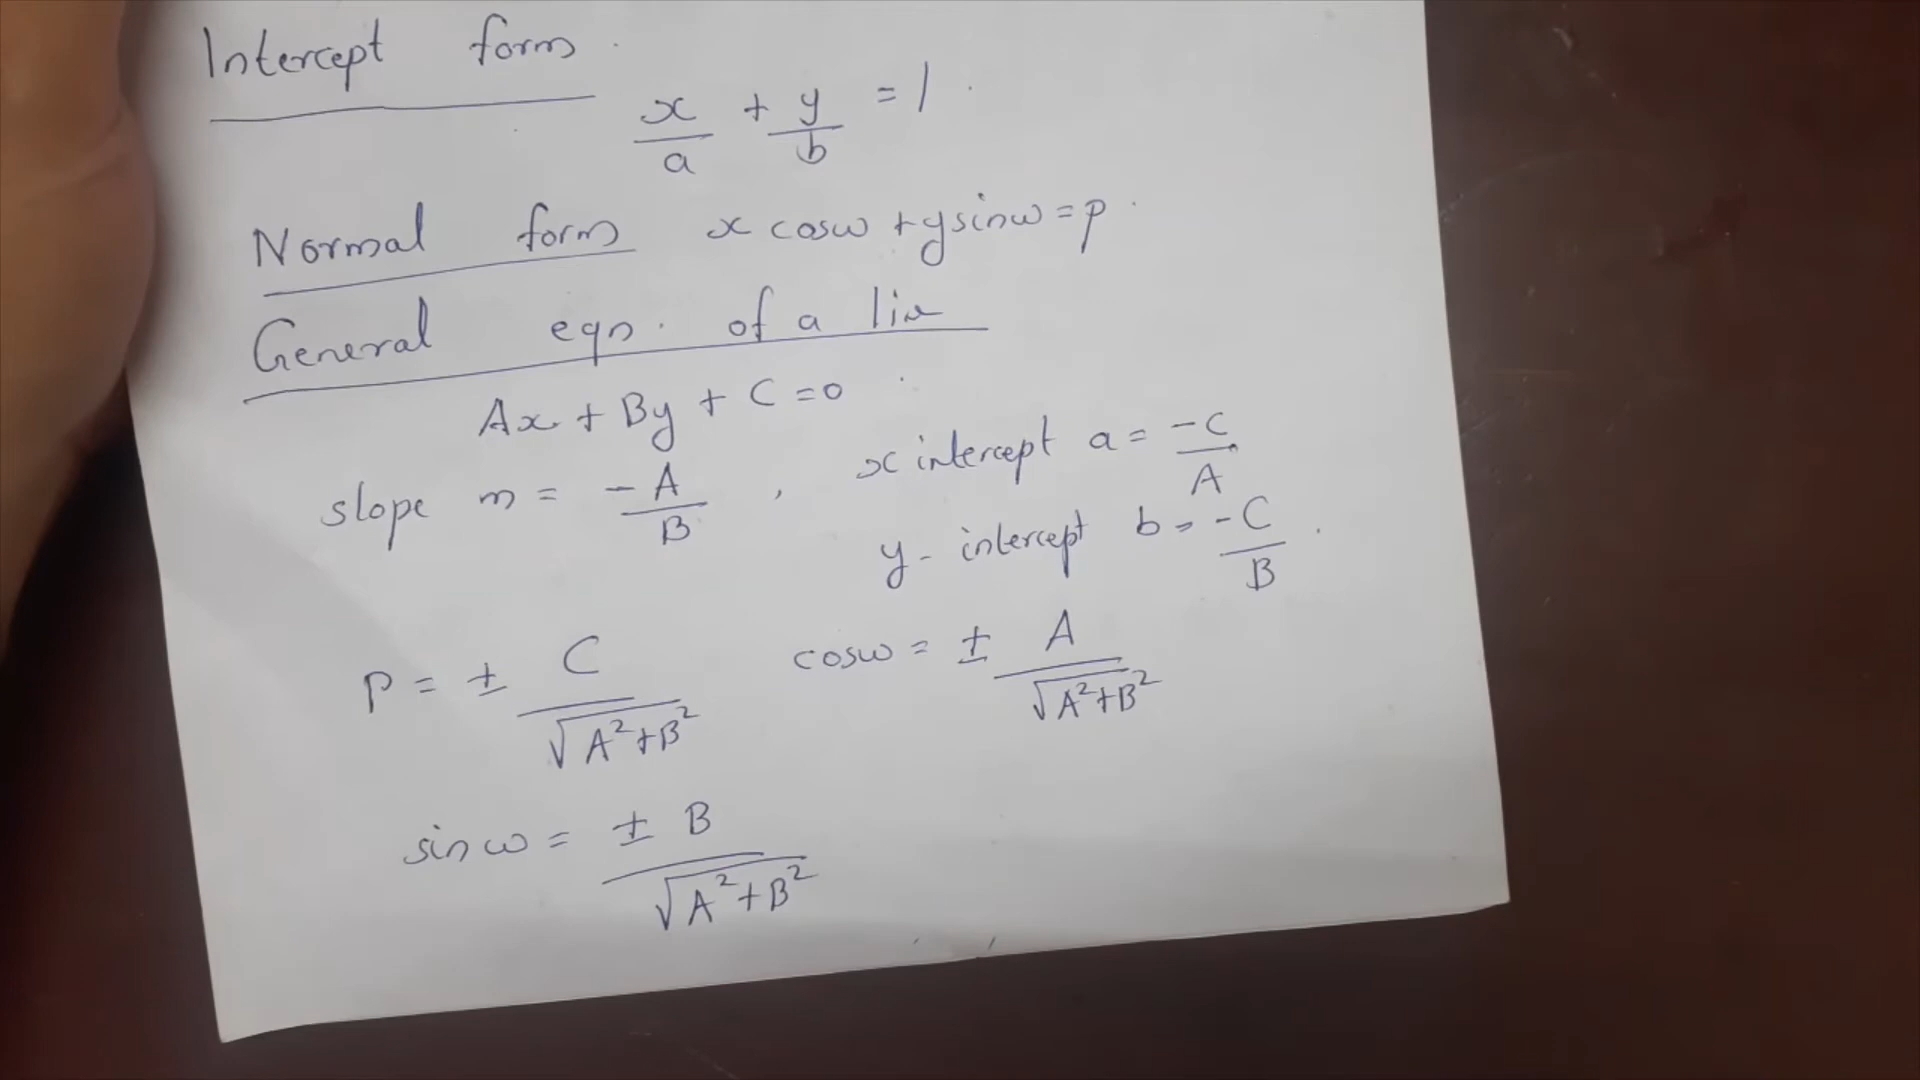 Intercept form
x/a + y/b = 1
Normal form x cosω + y sinω = p
General eqn. of a line
Ax + By + C = 0
slope m = -A/B , x intercept a = -C/A
y-intercept b = -C/B
P = ± C/√A²+B² cosω = ± A/√A²+B²
sin ω = ± B/√A²+B²